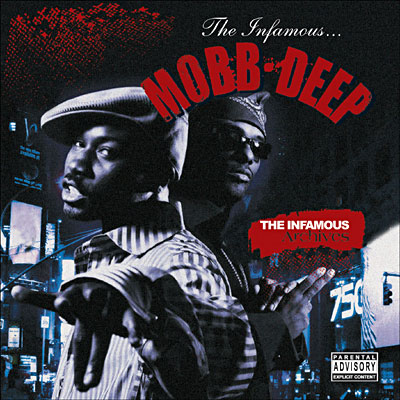 The Infamous...
MOBB·DEEP
THE INFAMOUS
Archives
750
PARENTAL
ADVISORY
EXPLICIT CONTENT